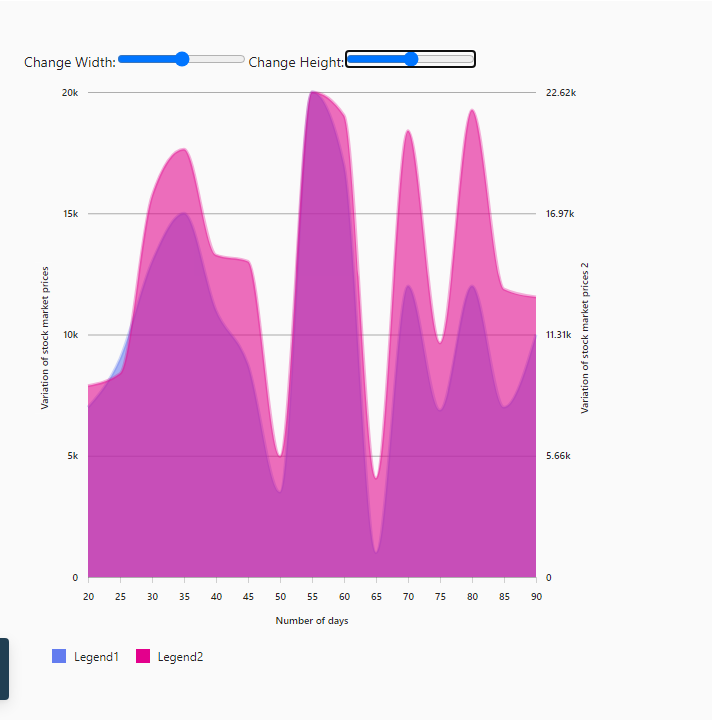 Change Width: Change Height:
20k 22.62k
15k 16.97k
Variation of stock market prices
Variation of stock market prices 2
10k 11.31k
5k 5.66k
0 0
20 25 30 35 40 45 50 55 60 65 70 75 80 85 90
Number of days
Legend1 Legend2